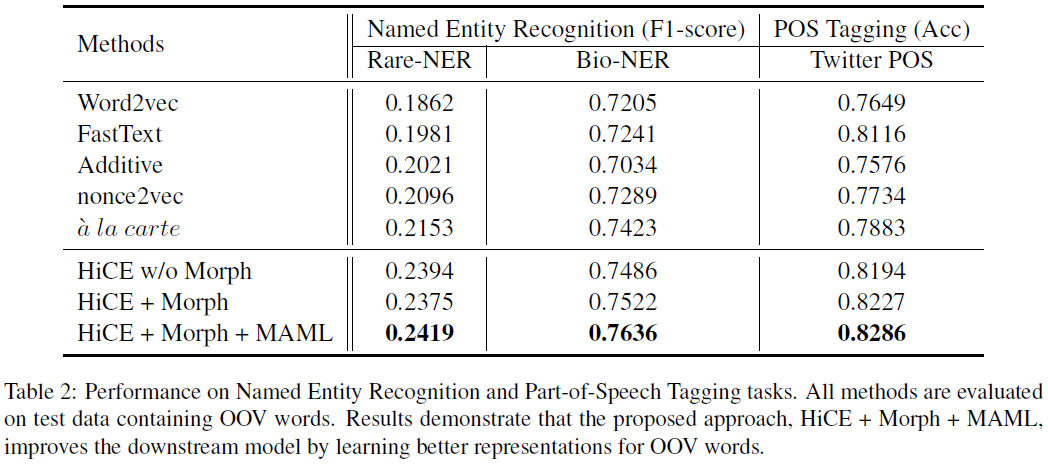 Methods Named Entity Recognition (F1-score) POS Tagging (Acc)
Rare-NER Bio-NER Twitter POS
Word2vec 0.1862 0.7205 0.7649
FastText 0.1981 0.7241 0.8116
Additive 0.2021 0.7034 0.7576
nonce2vec 0.2096 0.7289 0.7734
à la carte 0.2153 0.7423 0.7883
HiCE w/o Morph 0.2394 0.7486 0.8194
HiCE + Morph 0.2375 0.7522 0.8227
HiCE + Morph + MAML 0.2419 0.7636 0.8286
Table 2: Performance on Named Entity Recognition and Part-of-Speech Tagging tasks. All methods are evaluated
on test data containing OOV words. Results demonstrate that the proposed approach, HiCE + Morph + MAML,
improves the downstream model by learning better representations for OOV words.